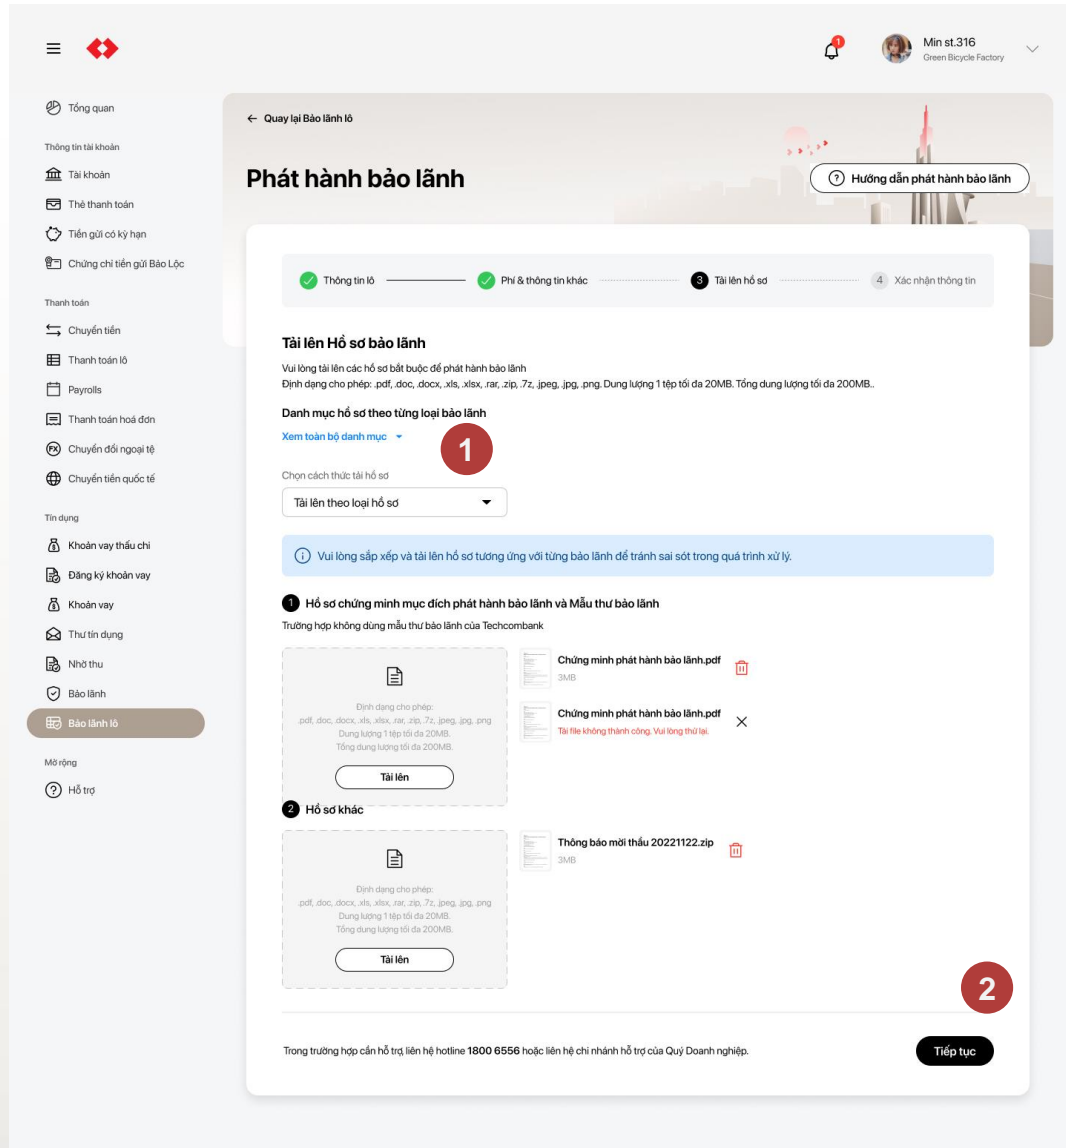 1
Min st.316
Green Bicycle Factory
Tổng quan
Thông tin tài khoản
Tài khoản
Thẻ thanh toán
Tiền gửi có kỳ hạn
Chứng chỉ tiền gửi Bảo Lộc
Thanh toán
Chuyển tiền
Thanh toán lô
Payrolls
Thanh toán hoá đơn
FX
Chuyển đổi ngoại tệ
Chuyển tiền quốc tế
Tín dụng
Khoản vay thấu chi
Đăng ký khoản vay
Khoản vay
Thư tín dụng
Nhờ thu
Bảo lãnh
Bảo lãnh lô
Mở rộng
Hỗ trợ
Quay lại Bảo lãnh lô
Phát hành bảo lãnh
Hướng dẫn phát hành bảo lãnh
Thông tin lô
Phí & thông tin khác
3 Tải lên hồ sơ
4 Xác nhận thông tin
Tải lên Hồ sơ bảo lãnh
Vui lòng tải lên các hồ sơ bắt buộc để phát hành bảo lãnh
Định dạng cho phép: .pdf, .doc, .docx, .xls, .xlsx, .rar, .zip, .7z, .jpeg, .jpg, .png. Dung lượng 1 tệp tối đa 20MB. Tổng dung lượng tối đa 200MB..
Danh mục hồ sơ theo từng loại bảo lãnh
Xem toàn bộ danh mục
1
Chọn cách thức tải hồ sơ
Tải lên theo loại hồ sơ
Vui lòng sắp xếp và tải lên hồ sơ tương ứng với từng bảo lãnh để tránh sai sót trong quá trình xử lý.
1 Hồ sơ chứng minh mục đích phát hành bảo lãnh và Mẫu thư bảo lãnh
Trường hợp không dùng mẫu thư bảo lãnh của Techcombank
Định dạng cho phép:
.pdf, .doc, .docx, .xls, .xlsx, .rar, .zip, .7z, .jpeg, .jpg, .png
Dung lượng 1 tệp tối đa 20MB.
Tổng dung lượng tối đa 200MB.
Tải lên
Chứng minh phát hành bảo lãnh.pdf
3MB
Chứng minh phát hành bảo lãnh.pdf
Tải file không thành công. Vui lòng thử lại.
2 Hồ sơ khác
Định dạng cho phép:
.pdf, .doc, .docx, .xls, .xlsx, .rar, .zip, .7z, .jpeg, .jpg, .png
Dung lượng 1 tệp tối đa 20MB.
Tổng dung lượng tối đa 200MB.
Tải lên
Thông báo mời thầu 20221122.zip
3MB
2
Trong trường hợp cần hỗ trợ, liên hệ hotline 1800 6556 hoặc liên hệ chi nhánh hỗ trợ của Quý Doanh nghiệp.
Tiếp tục